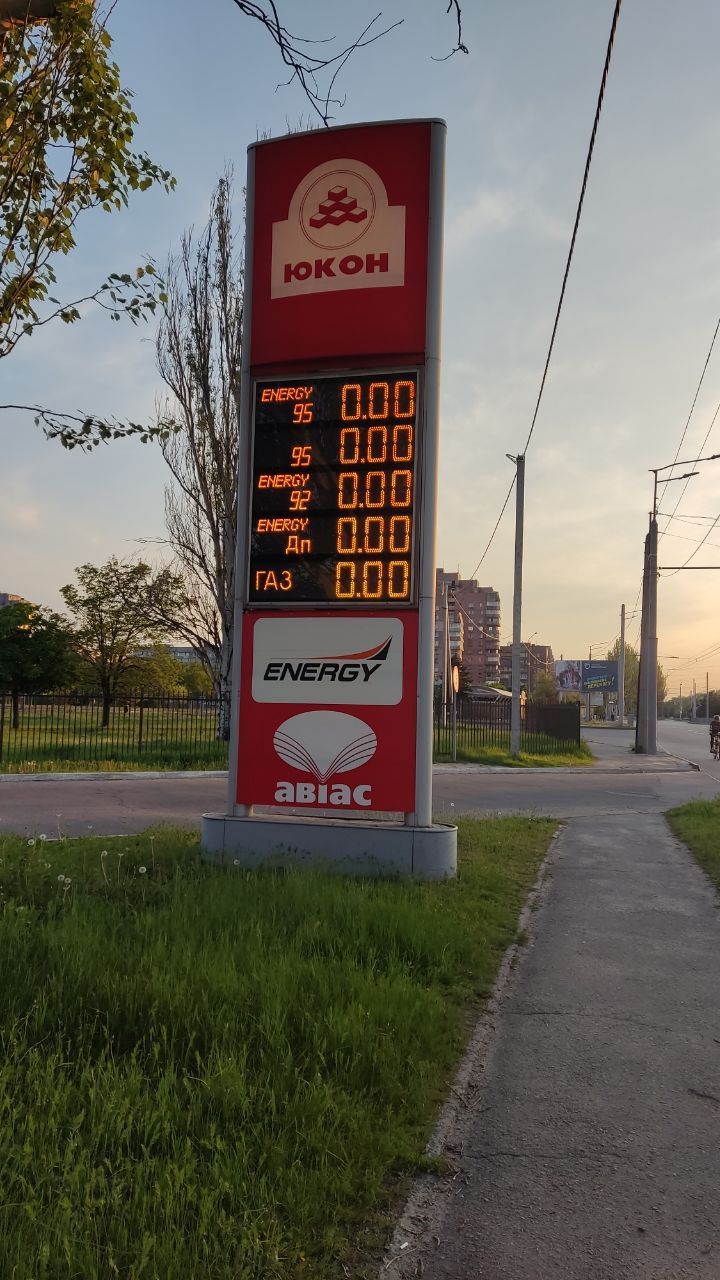 ЮКОН
ENERGY
95 0.00
95 0.00
ENERGY
92 0.00
ENERGY
Дп 0.00
ГАЗ 0.00
ENERGY
авіас